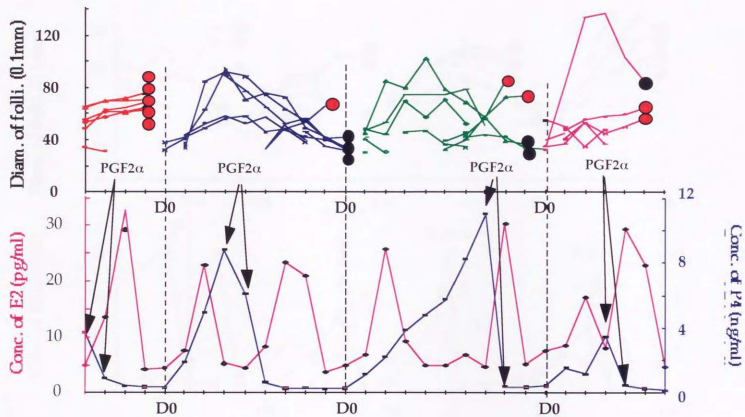 120
80
40
0
Diam. of folli. (0.1mm)
PGF2α
PGF2α
PGF2α
PGF2α
D0
D0
D0
30
20
10
0
Conc. of E2 (pg/ml)
12
8
4
0
Conc. of P4 (ng/ml)
D0
D0
D0